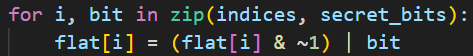 for i, bit in zip(indices, secret_bits):
    flat[i] = (flat[i] & ~1) | bit